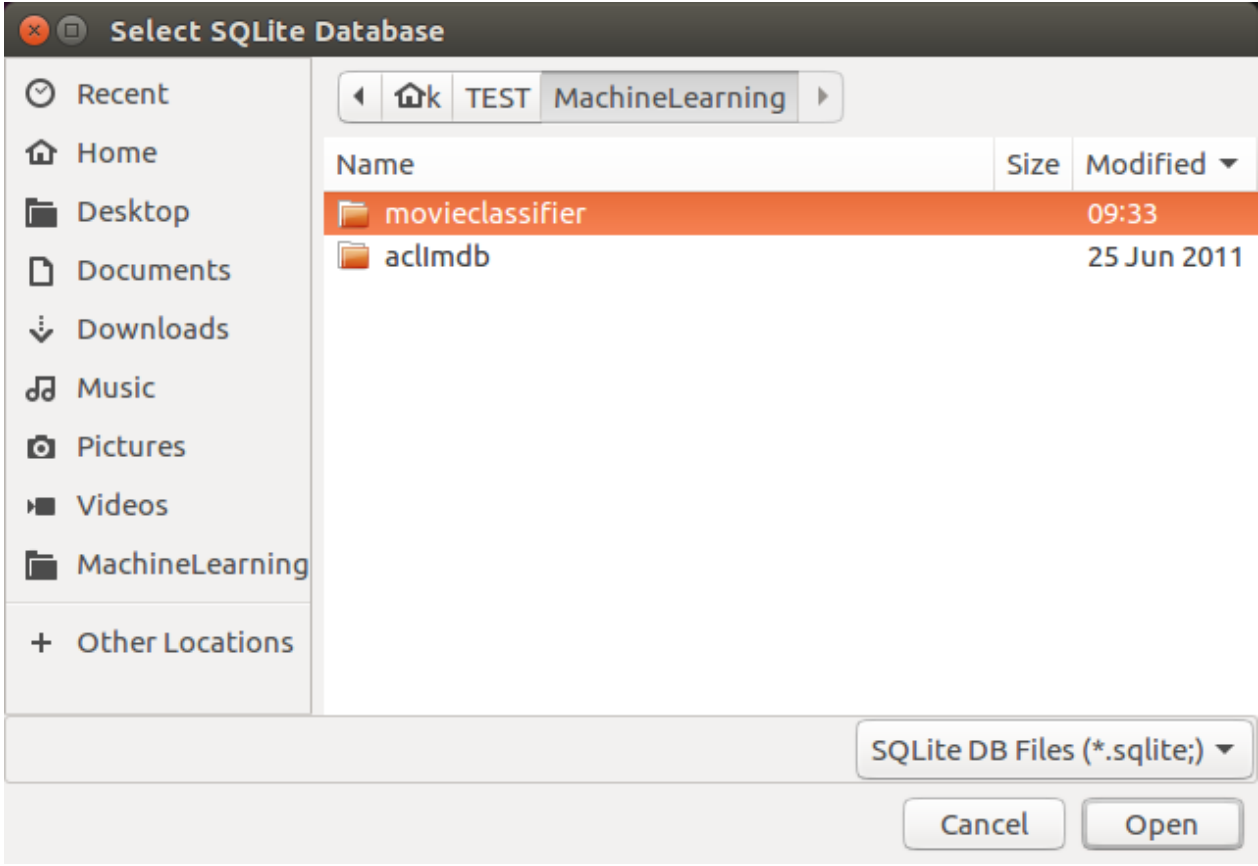 Select SQLite Database
Recent
Home
Desktop
Documents
Downloads
Music
Pictures
Videos
MachineLearning
Other Locations
k TEST MachineLearning
Name Size Modified
movieclassifier 09:33
aclImdb 25 Jun 2011
SQLite DB Files (*.sqlite;)
Cancel Open